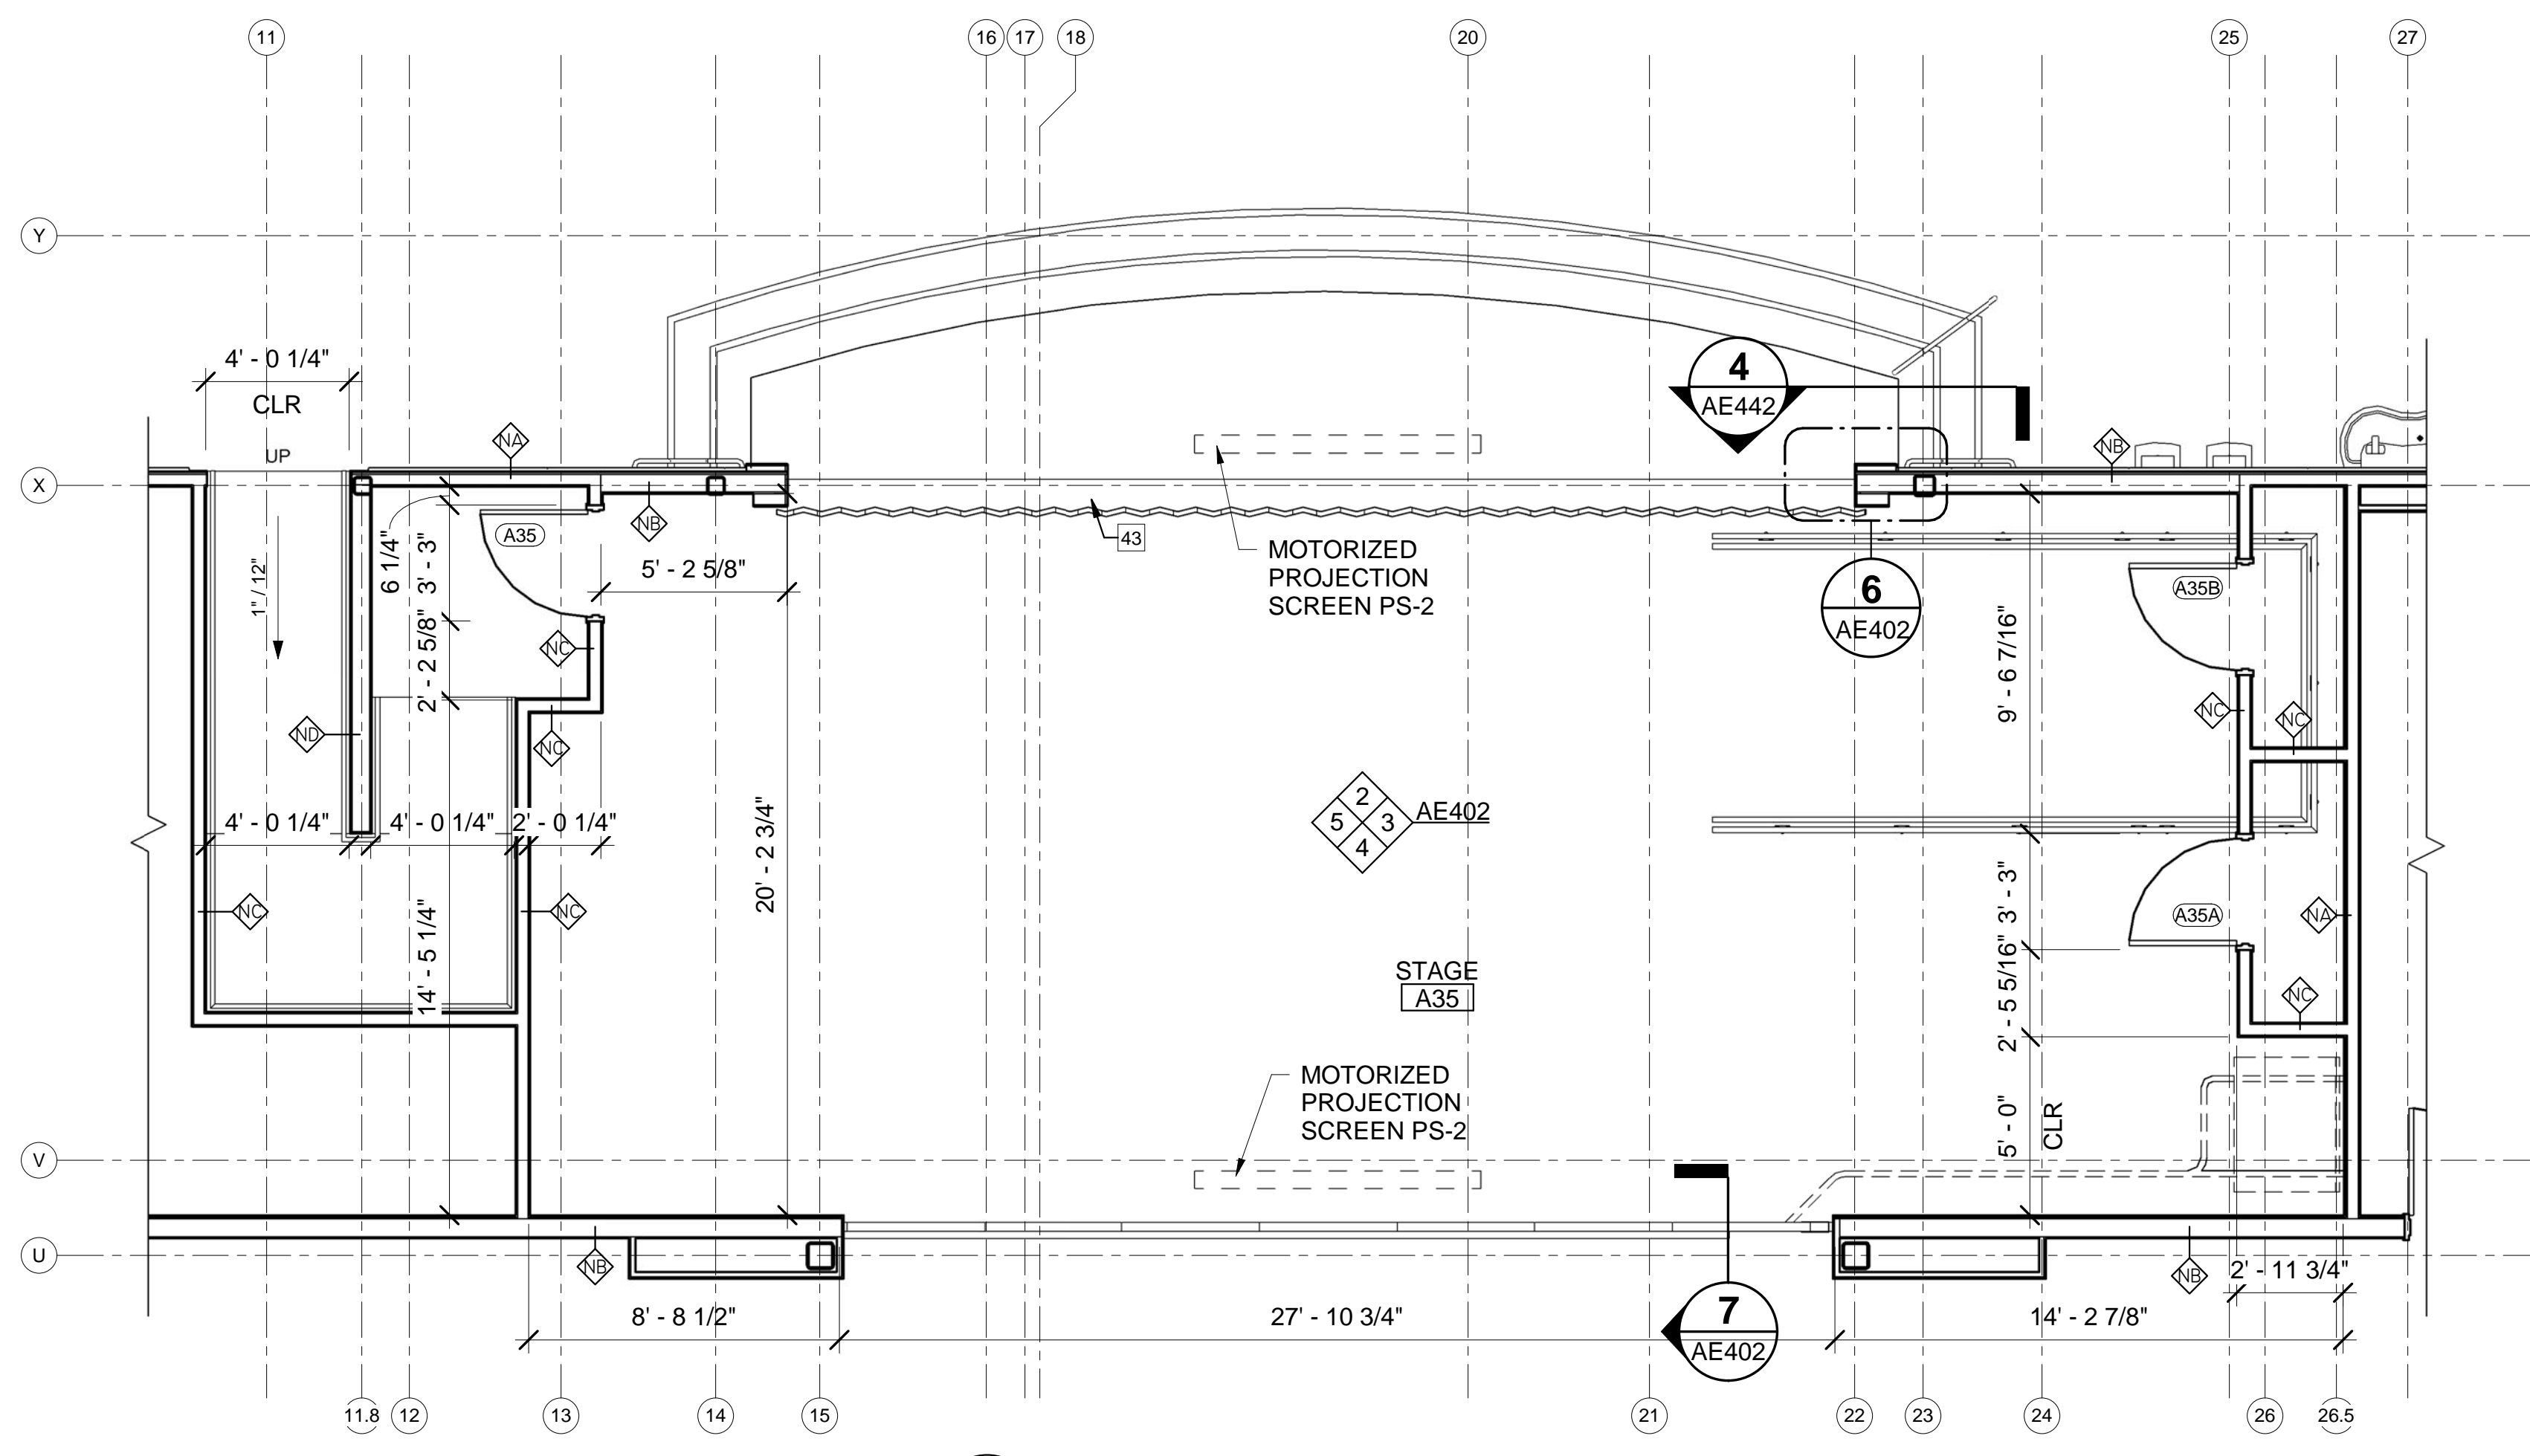 11
16
17
18
20
25
27
Y
4' - 0 1/4"
CLR
4
AE442
NA
UP
NB
X
A35
NB
43
MOTORIZED
PROJECTION
SCREEN PS-2
6 1/4"
3' - 3"
1" / 12"
5' - 2 5/8"
A35B
6
AE402
2' - 2 5/8"
NC
9' - 6 7/16"
NC
NC
ND
NC
2
5
3
4
AE402
4' - 0 1/4"
4' - 0 1/4"
2' - 0 1/4"
20' - 2 3/4"
NC
NC
3' - 3"
A35A
NA
14' - 5 1/4"
STAGE
A35
2' - 5 5/16"
NC
MOTORIZED
PROJECTION
SCREEN PS-2
5' - 0"
CLR
V
U
NB
NB
2' - 11 3/4"
8' - 8 1/2"
27' - 10 3/4"
7
AE402
14' - 2 7/8"
11.8
12
13
14
15
21
22
23
24
26
26.5